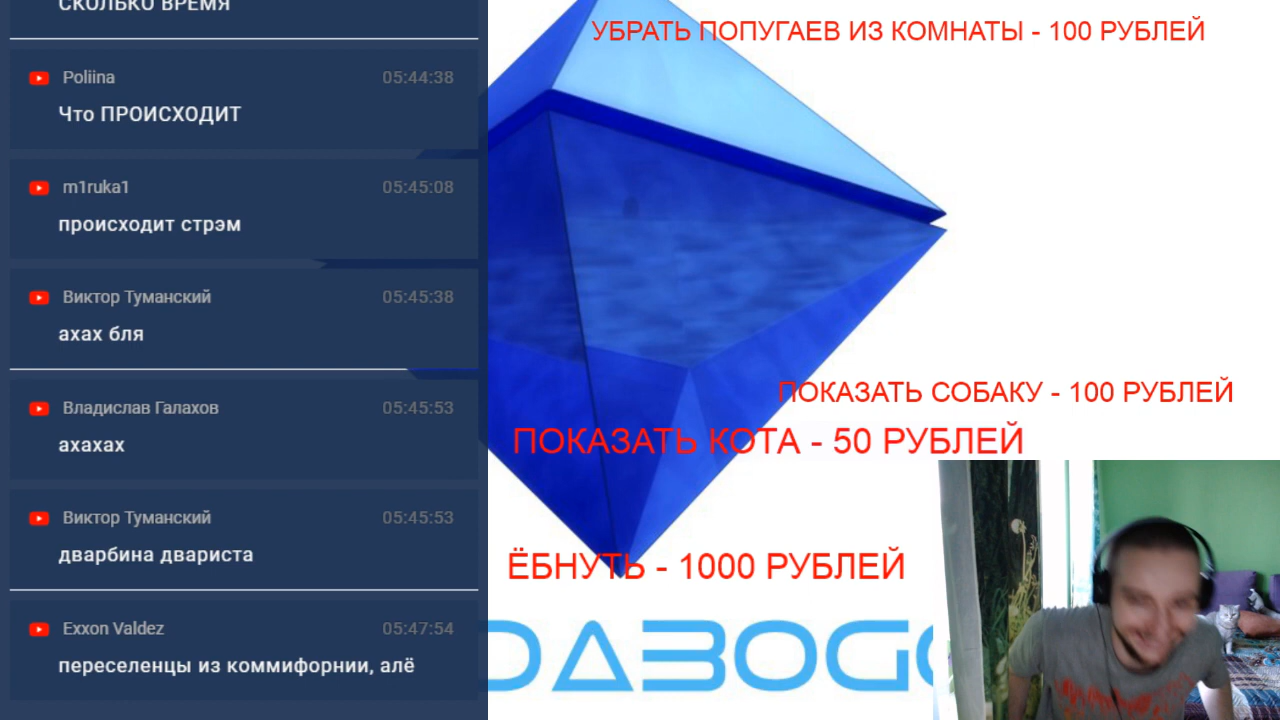 СКОЛЬКО ВРЕМЯ
Poliina 05:44:38
Что ПРОИСХОДИТ
m1ruka1 05:45:08
происходит стрэм
Виктор Туманский 05:45:38
ахах бля
Владислав Галахов 05:45:53
ахахах
Виктор Туманский 05:45:53
дварбина двариста
Exxon Valdez 05:47:54
переселенцы из коммифорнии, алё
УБРАТЬ ПОПУГАЕВ ИЗ КОМНАТЫ - 100 РУБЛЕЙ
ПОКАЗАТЬ СОБАКУ - 100 РУБЛЕЙ
ПОКАЗАТЬ КОТА - 50 РУБЛЕЙ
ЁБНУТЬ - 1000 РУБЛЕЙ